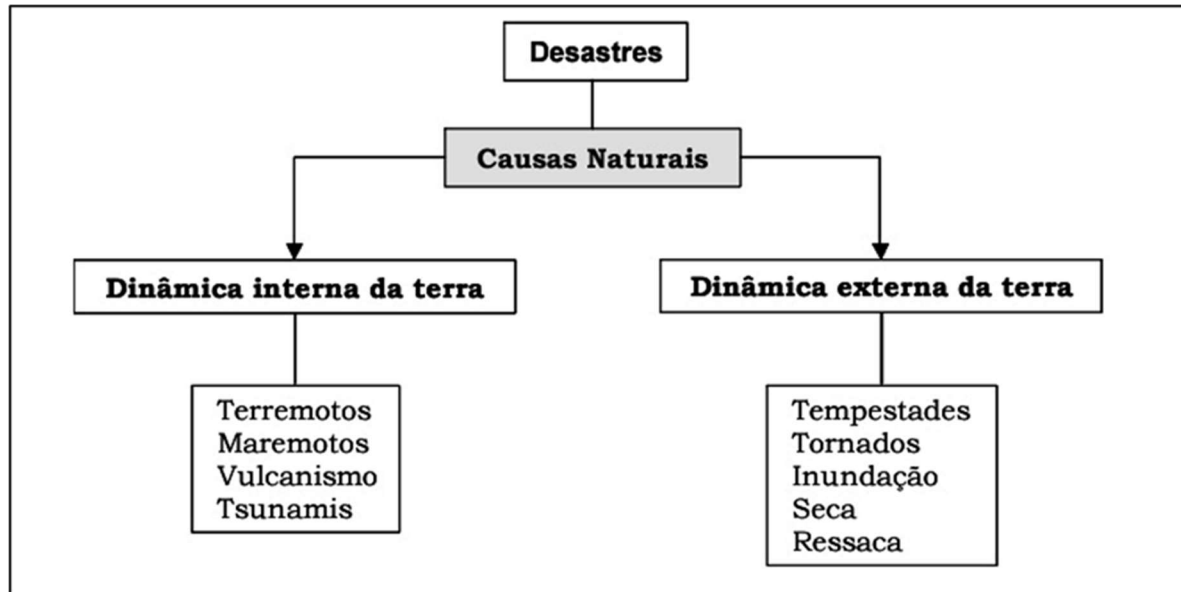 Desastres
Causas Naturais
Dinâmica interna da terra
Terremotos
Maremotos
Vulcanismo
Tsunamis
Dinâmica externa da terra
Tempestades
Tornados
Inundação
Seca
Ressaca